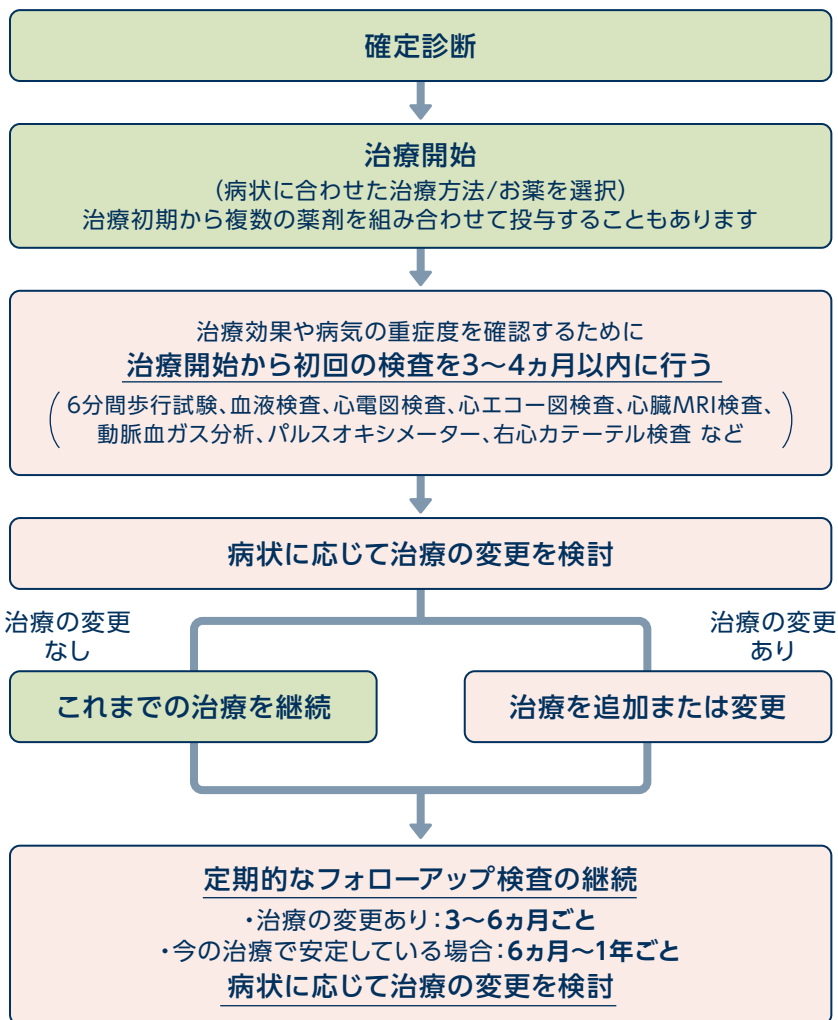 確定診断
治療開始
(病状に合わせた治療方法/お薬を選択)
治療初期から複数の薬剤を組み合わせて投与することもあります
治療効果や病気の重症度を確認するために
治療開始から初回の検査を3～4ヵ月以内に行う
(6分間歩行試験、血液検査、心電図検査、心エコー図検査、心臓MRI検査、
動脈血ガス分析、パルスオキシメーター、右心カテーテル検査 など)
病状に応じて治療の変更を検討
治療の変更
なし
治療の変更
あり
これまでの治療を継続
治療を追加または変更
定期的なフォローアップ検査の継続
・治療の変更あり：3～6ヵ月ごと
・今の治療で安定している場合：6ヵ月～1年ごと
病状に応じて治療の変更を検討